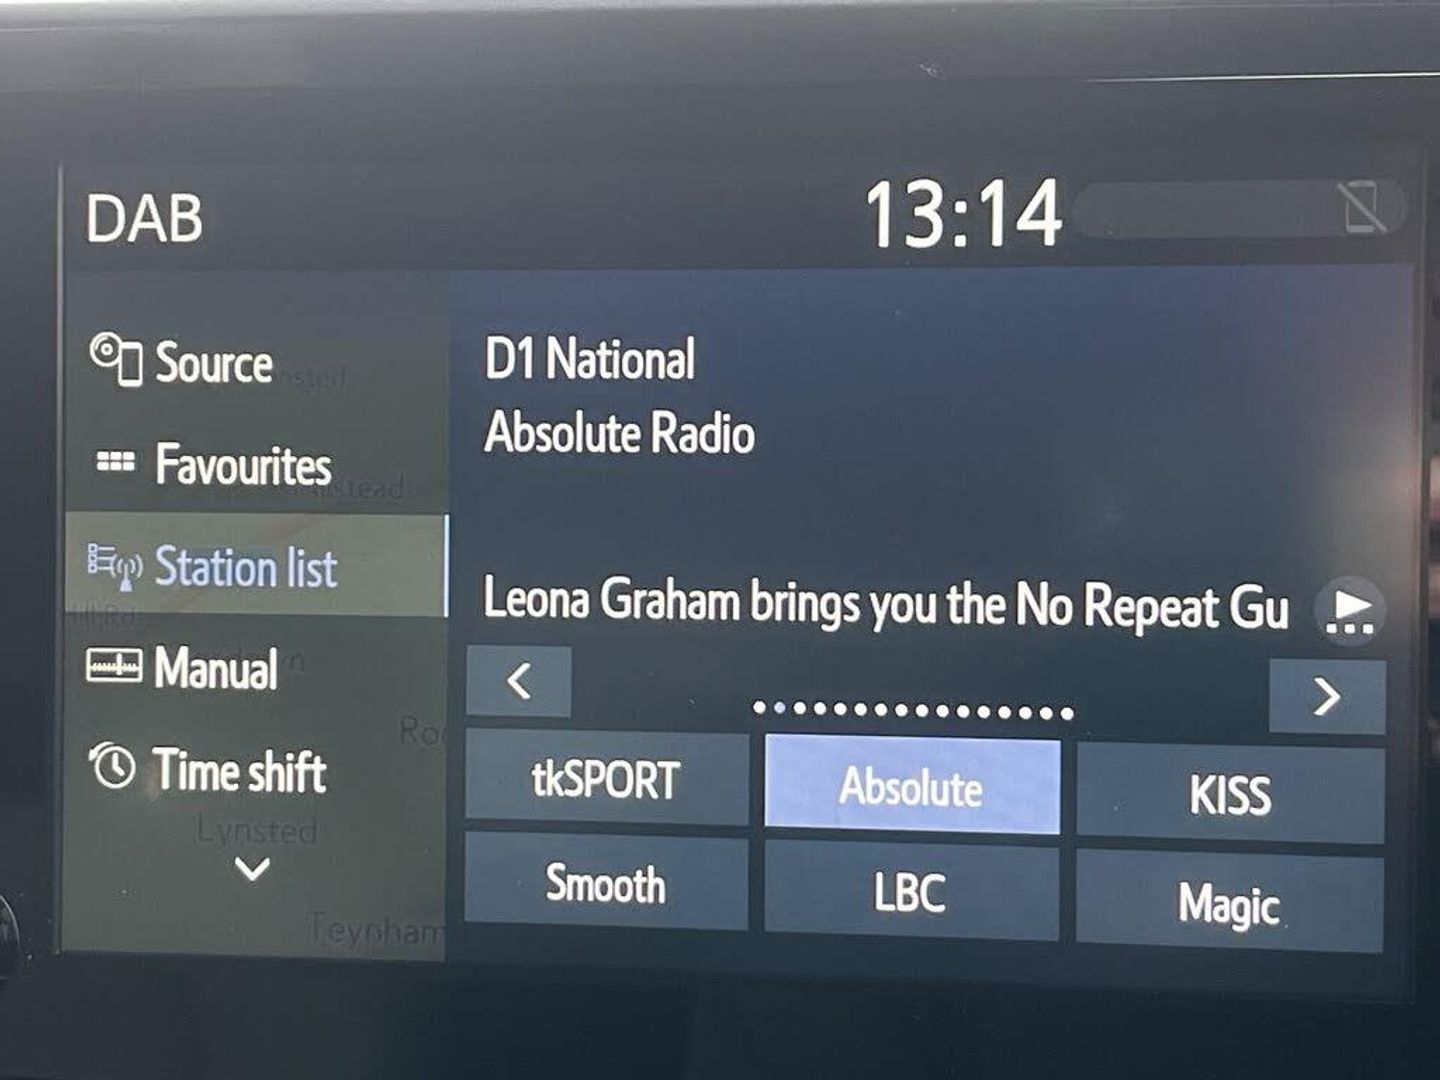 DAB
13:14
Source
Favourites
Station list
Manual
Time shift
Lynsted
Teynham
D1 National
Absolute Radio
Leona Graham brings you the No Repeat Gu
tkSPORT
Absolute
KISS
Smooth
LBC
Magic